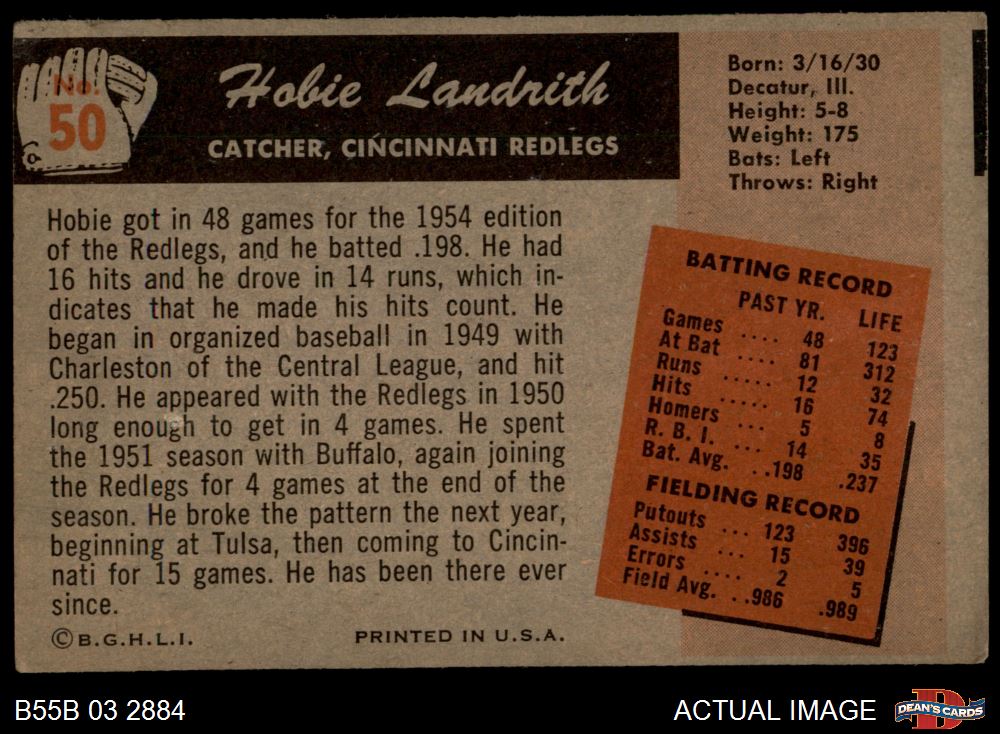 No.
50
Hobie Landrith
CATCHER, CINCINNATI REDLEGS
Born: 3/16/30
Decatur, Ill.
Height: 5-8
Weight: 175
Bats: Left
Throws: Right
Hobie got in 48 games for the 1954 edition
of the Redlegs, and he batted .198. He had
16 hits and he drove in 14 runs, which in-
dicates that he made his hits count. He
began in organized baseball in 1949 with
Charleston of the Central League, and hit
.250. He appeared with the Redlegs in 1950
long enough to get in 4 games. He spent
the 1951 season with Buffalo, again joining
the Redlegs for 4 games at the end of the
season. He broke the pattern the next year,
beginning at Tulsa, then coming to Cincin-
nati for 15 games. He has been there ever
since.
©B.G.H.L.I. PRINTED IN U.S.A.
BATTING RECORD
PAST YR. LIFE
Games .... 48 123
At Bat .... 81 312
Runs ..... 12 32
Hits ..... 16 74
Homers ... 5 8
R. B. I. ... 14 35
Bat. Avg. ..198 .237
FIELDING RECORD
Putouts ... 123 396
Assists ... 15 39
Errors .... 2 5
Field Avg. ..986 .989
B55B 03 2884
ACTUAL IMAGE
DEAN'S CARDS